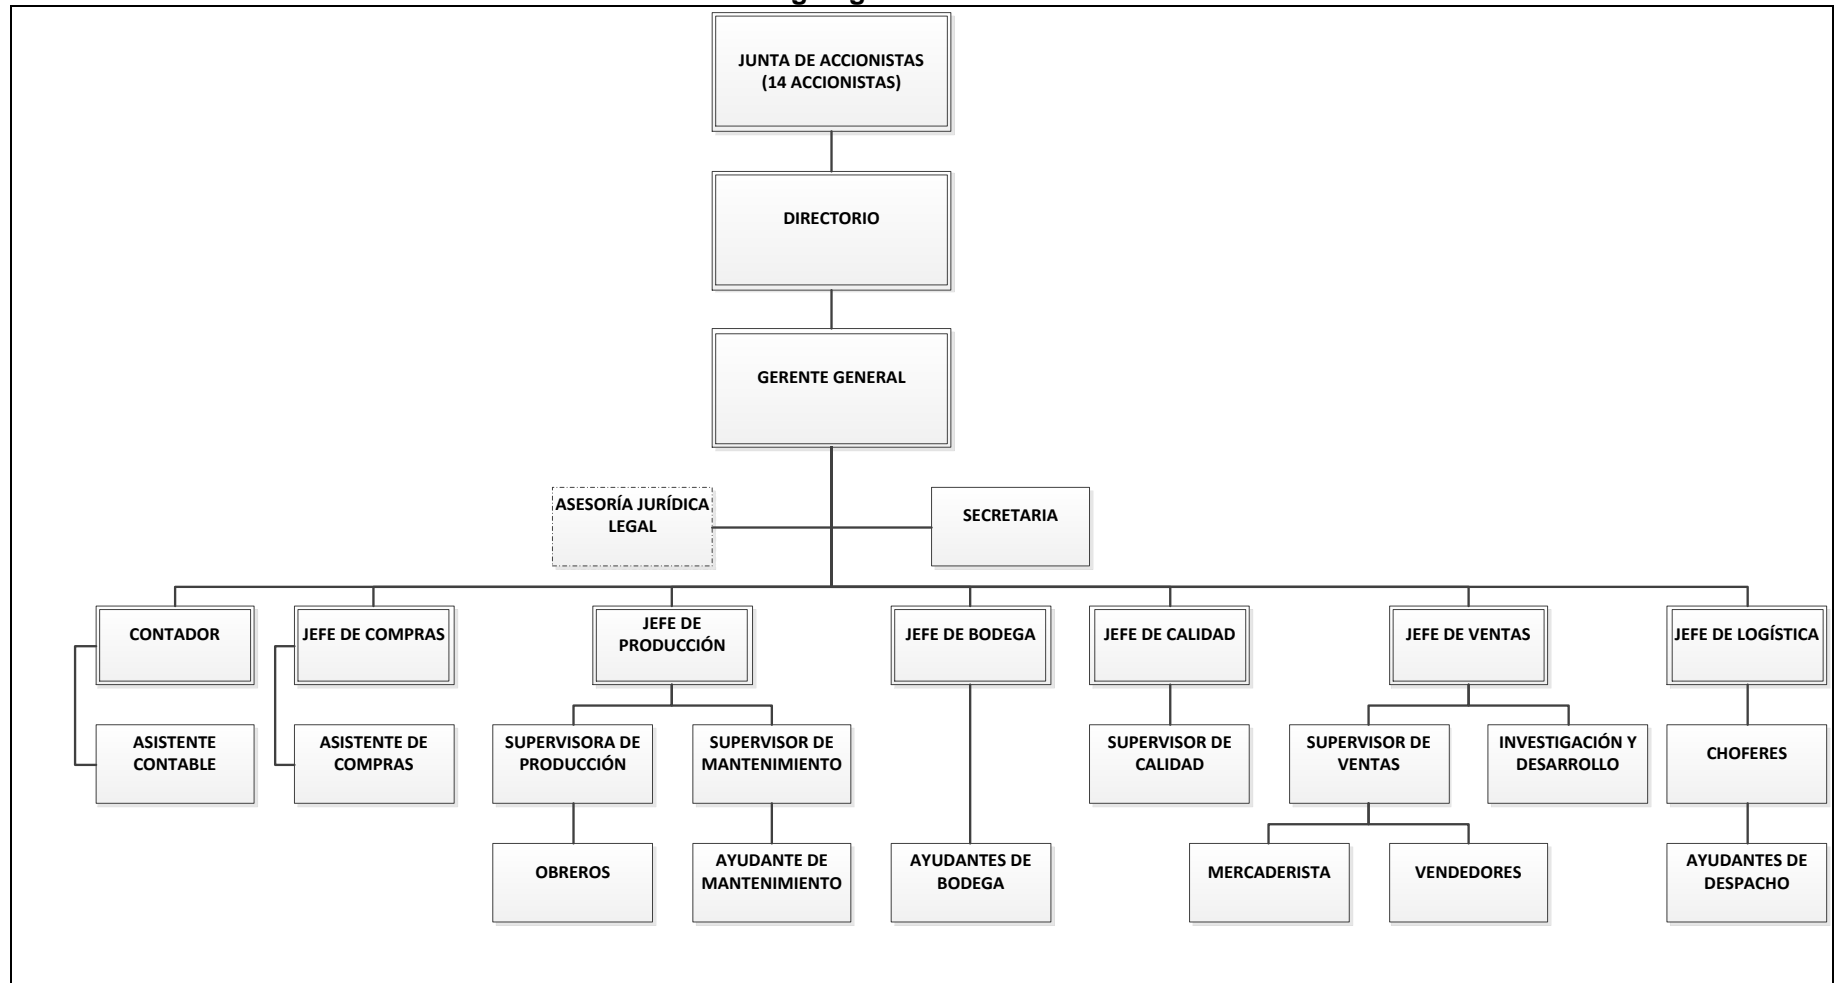 JUNTA DE ACCIONISTAS
(14 ACCIONISTAS)
DIRECTORIO
GERENTE GENERAL
ASESORÍA JURÍDICA
LEGAL
SECRETARIA
CONTADOR
JEFE DE COMPRAS
JEFE DE
PRODUCCIÓN
JEFE DE BODEGA
JEFE DE CALIDAD
JEFE DE VENTAS
JEFE DE LOGÍSTICA
ASISTENTE
CONTABLE
ASISTENTE DE
COMPRAS
SUPERVISORA DE
PRODUCCIÓN
SUPERVISOR DE
MANTENIMIENTO
SUPERVISOR DE
CALIDAD
SUPERVISOR DE
VENTAS
INVESTIGACIÓN Y
DESARROLLO
CHOFERES
OBREROS
AYUDANTE DE
MANTENIMIENTO
AYUDANTES DE
BODEGA
MERCADERISTA
VENDEDORES
AYUDANTES DE
DESPACHO